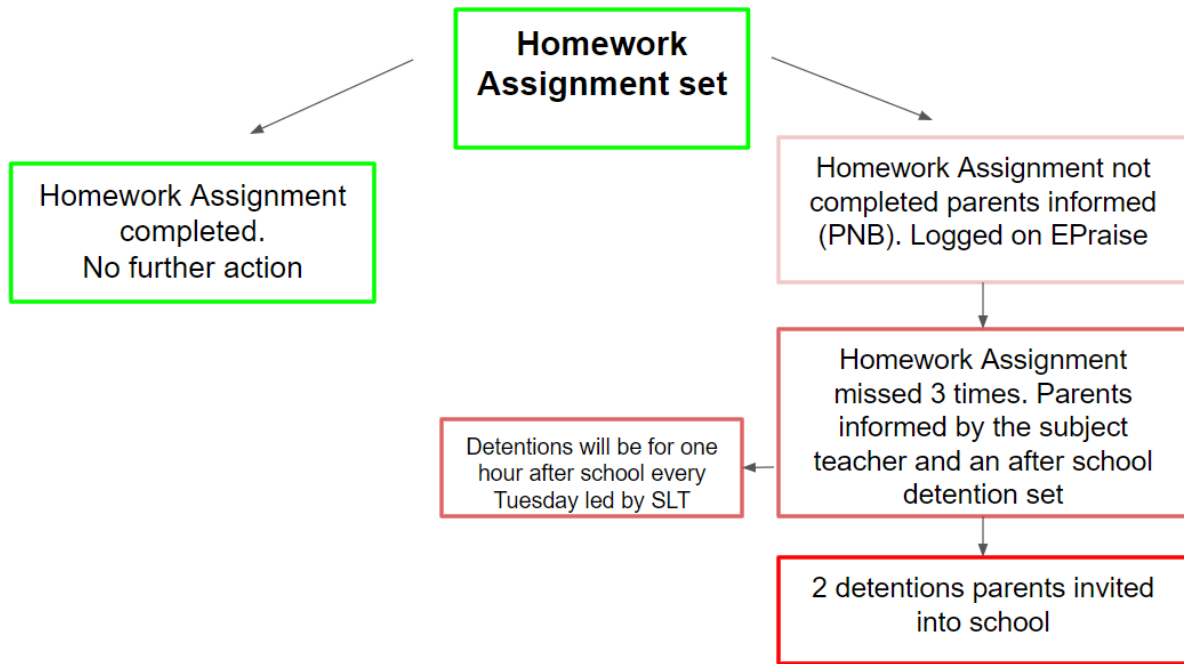 Homework
Assignment set
Homework Assignment
completed.
No further action
Homework Assignment not
completed parents informed
(PNB). Logged on EPraise
Homework Assignment
missed 3 times. Parents
informed by the subject
teacher and an after school
detention set
Detentions will be for one
hour after school every
Tuesday led by SLT
2 detentions parents invited
into school